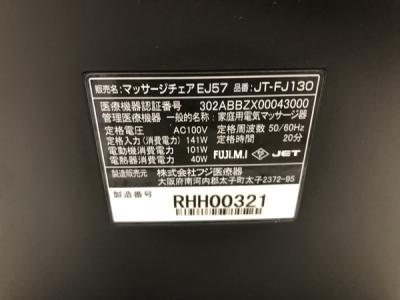 販売名:マッサージチェア EJ57 品番:JT-FJ130
医療機器認証番号 302ABBZX00043000
管理医療機器 一般的名称:家庭用電気マッサージ器
定格電圧 AC100V 定格周波数 50/60Hz
定格入力(消費電力) 141W 定格時間 20分
電動機消費電力 101W FUJI.M.I JET
電熱器消費電力 40W
製造販売元 株式会社フジ医療器
大阪府南河内郡太子町太子2372-95
製造番号 RHH00321